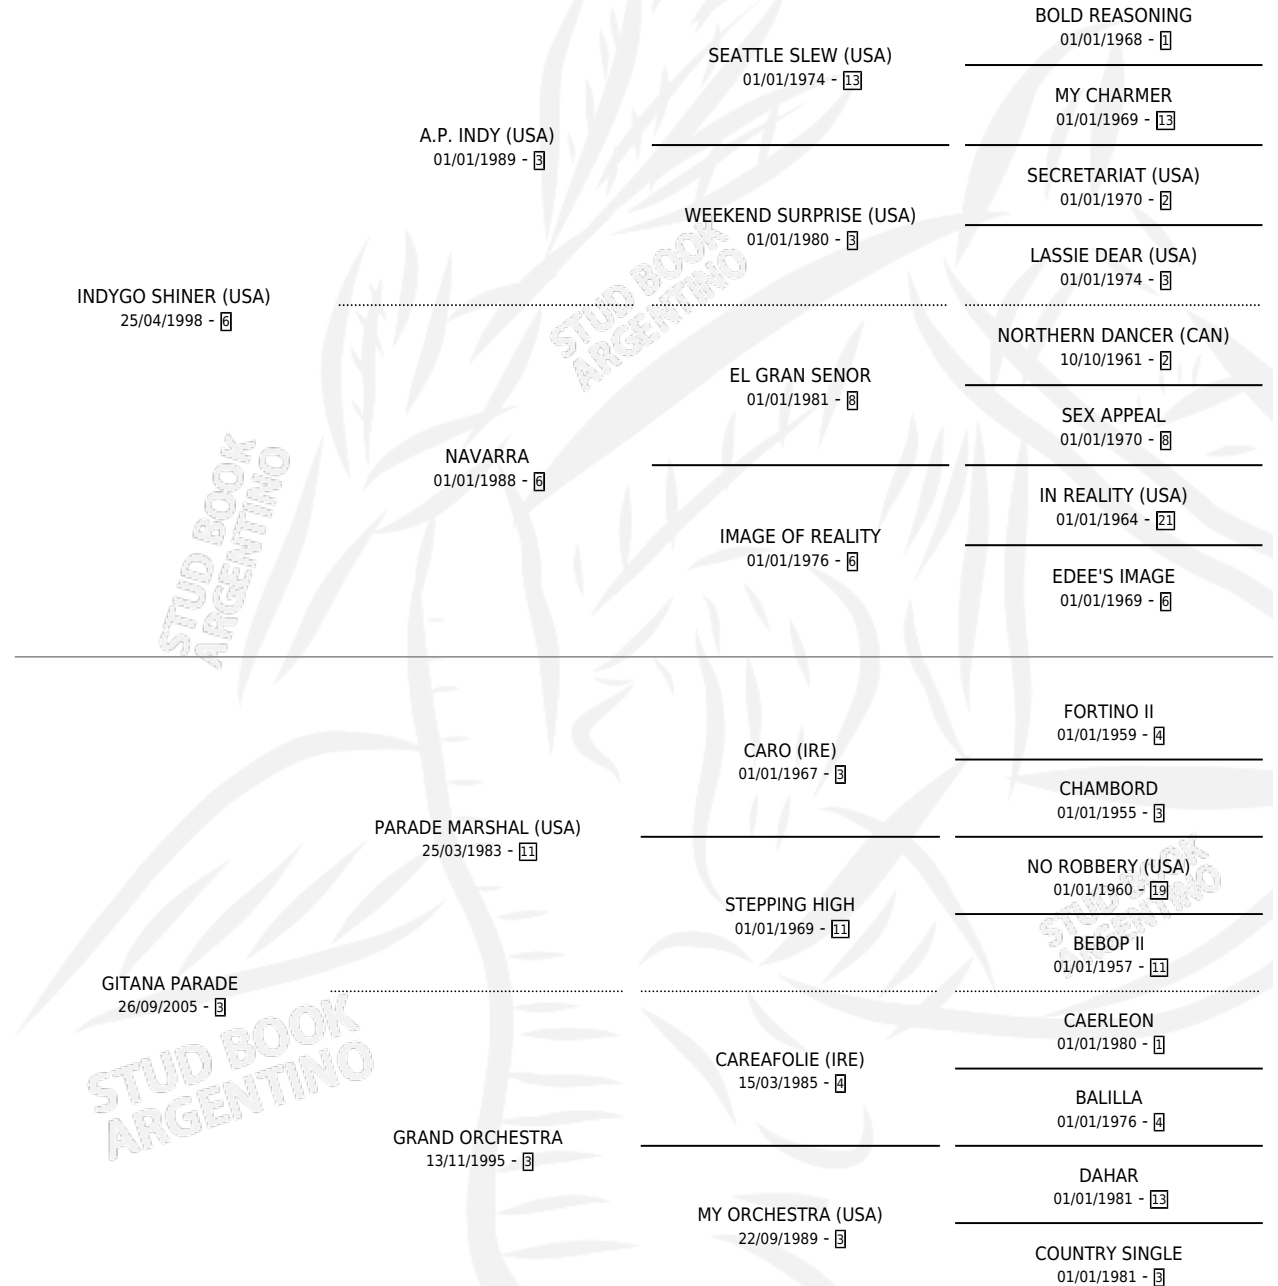 BOLD REASONING
01/01/1968 - 1
SEATTLE SLEW (USA)
01/01/1974 - 13
MY CHARMER
01/01/1969 - 13
A.P. INDY (USA)
01/01/1989 - 3
SECRETARIAT (USA)
01/01/1970 - 2
WEEKEND SURPRISE (USA)
01/01/1980 - 3
LASSIE DEAR (USA)
01/01/1974 - 3
INDYGO SHINER (USA)
25/04/1998 - 6
NORTHERN DANCER (CAN)
10/10/1961 - 2
EL GRAN SENOR
01/01/1981 - 8
SEX APPEAL
01/01/1970 - 8
NAVARRA
01/01/1988 - 6
IN REALITY (USA)
01/01/1964 - 21
IMAGE OF REALITY
01/01/1976 - 6
EDEE'S IMAGE
01/01/1969 - 6
FORTINO II
01/01/1959 - 4
CARO (IRE)
01/01/1967 - 3
CHAMBORD
01/01/1955 - 3
PARADE MARSHAL (USA)
25/03/1983 - 11
NO ROBBERY (USA)
01/01/1960 - 19
STEPPING HIGH
01/01/1969 - 11
BEBOP II
01/01/1957 - 11
GITANA PARADE
26/09/2005 - 3
CAERLEON
01/01/1980 - 1
CAREAFOLIE (IRE)
15/03/1985 - 4
BALILLA
01/01/1976 - 4
GRAND ORCHESTRA
13/11/1995 - 3
DAHAR
01/01/1981 - 13
MY ORCHESTRA (USA)
22/09/1989 - 3
COUNTRY SINGLE
01/01/1981 - 3
STUD BOOK
ARGENTINO
STUD BOOK
ARGENTINO
STUD BOOK
ARGENTINO
STUD BOOK
ARGENTINO